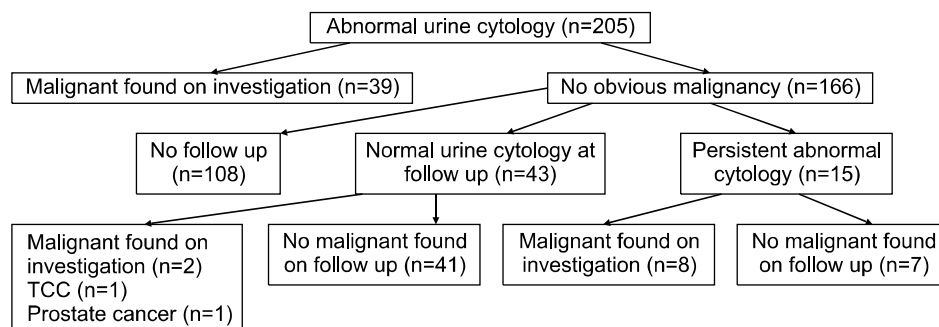 Abnormal urine cytology (n=205)
Malignant found on investigation (n=39)
No obvious malignancy (n=166)
No follow up
(n=108)
Normal urine cytology at
follow up (n=43)
Persistent abnormal
cytology (n=15)
Malignant found on
investigation (n=2)
TCC (n=1)
Prostate cancer (n=1)
No malignant found
on follow up (n=41)
Malignant found on
investigation (n=8)
No malignant found
on follow up (n=7)